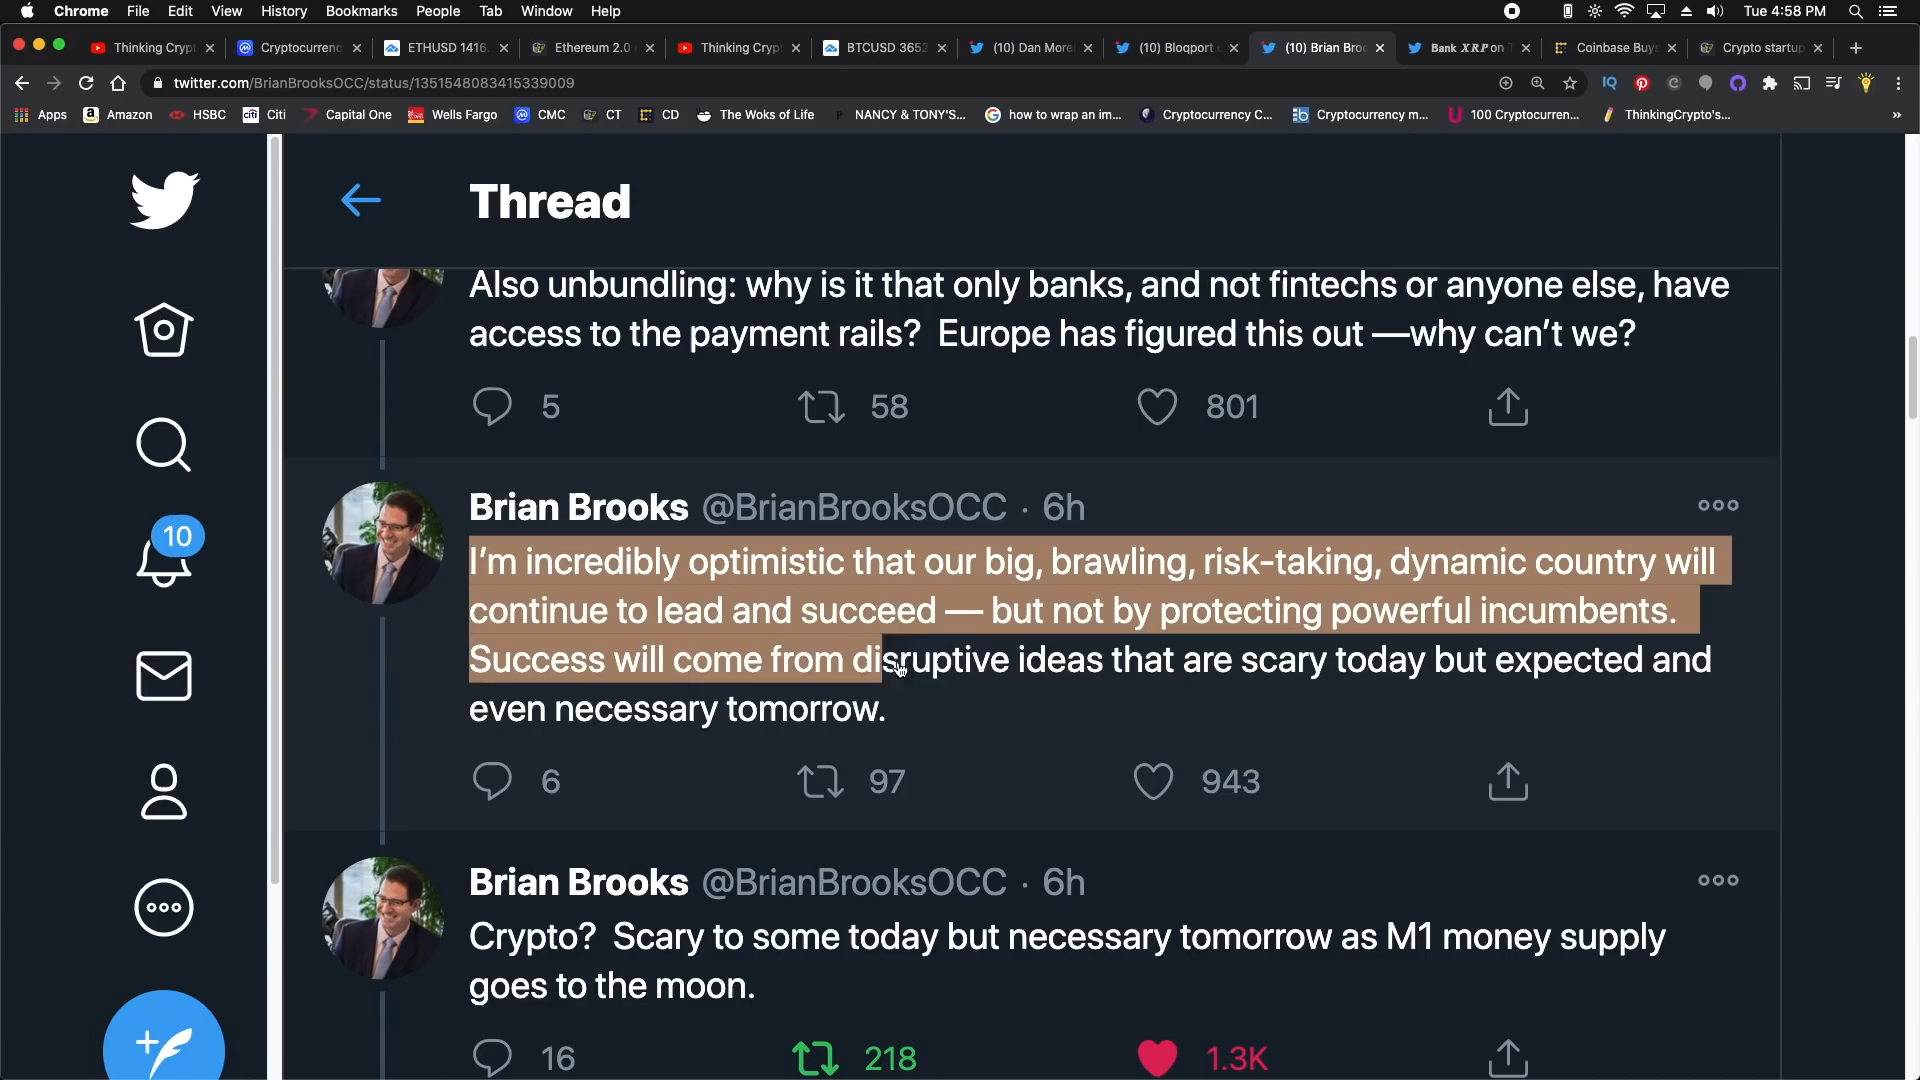 Chrome File Edit View History Bookmarks People Tab Window Help Tue 4:58 PM
Thinking Cryp Cryptocurrenc ETHUSD 1416. Ethereum 2.0 Thinking Cryp BTCUSD 3652 (10) Dan More (10) Bloqport (10) Brian Broo Bank XRP on Coinbase Buys Crypto startup
twitter.com/BrianBrooksOCC/status/1351548083415339009
Apps Amazon HSBC Citi Capital One Wells Fargo CMC CT CD The Woks of Life NANCY & TONY'S... how to wrap an im... Cryptocurrency C... Cryptocurrency m... 100 Cryptocurren... ThinkingCrypto's...
Thread
Also unbundling: why is it that only banks, and not fintechs or anyone else, have
access to the payment rails? Europe has figured this out —why can't we?
5 58 801
Brian Brooks @BrianBrooksOCC · 6h
I'm incredibly optimistic that our big, brawling, risk-taking, dynamic country will
continue to lead and succeed — but not by protecting powerful incumbents.
Success will come from disruptive ideas that are scary today but expected and
even necessary tomorrow.
6 97 943
Brian Brooks @BrianBrooksOCC · 6h
Crypto? Scary to some today but necessary tomorrow as M1 money supply
goes to the moon.
16 218 1.3K
10